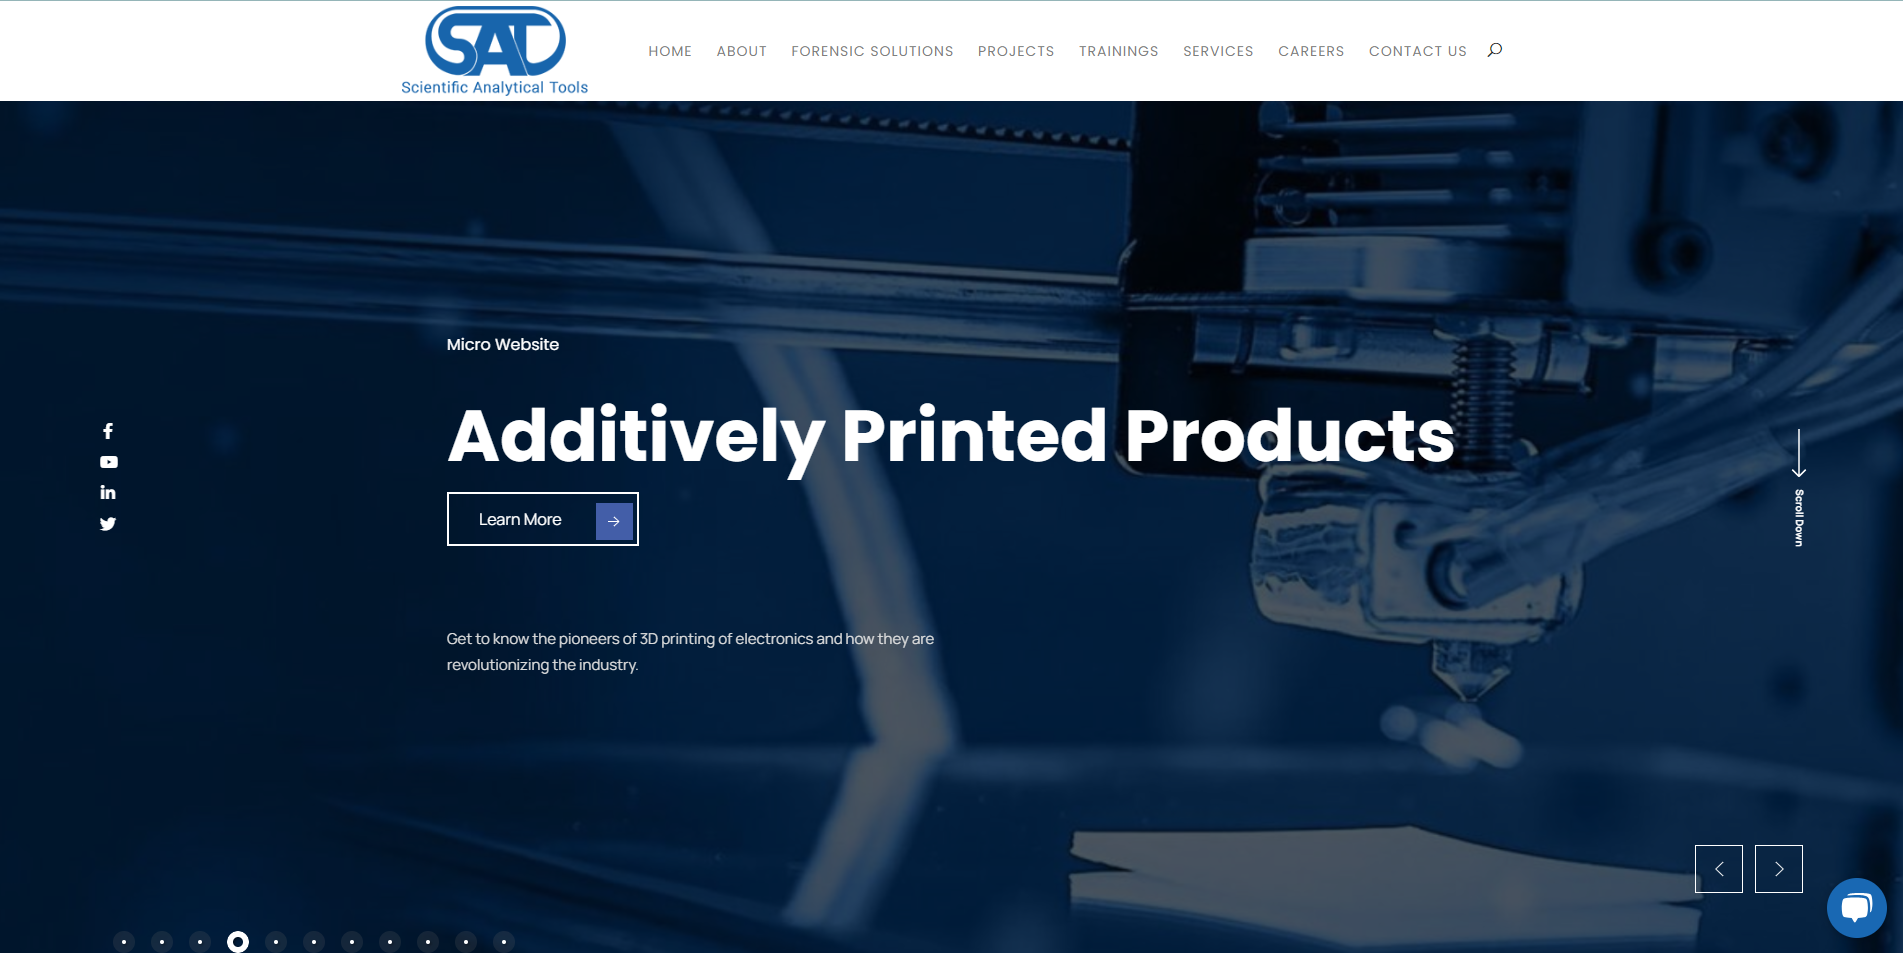 SAT
Scientific Analytical Tools
HOME ABOUT FORENSIC SOLUTIONS PROJECTS TRAININGS SERVICES CAREERS CONTACT US
Micro Website
Additively Printed Products
Learn More
Scroll Down
Get to know the pioneers of 3D printing of electronics and how they are
revolutionizing the industry.